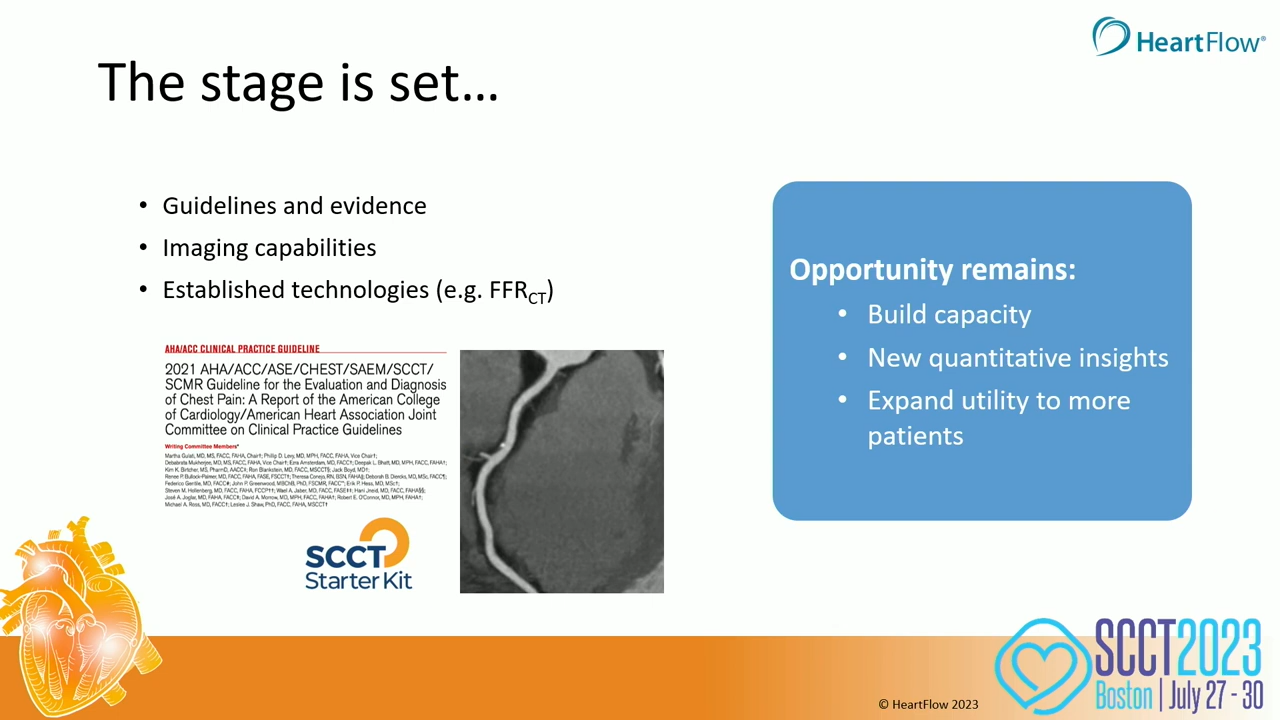 HeartFlow®
The stage is set…
• Guidelines and evidence
• Imaging capabilities
• Established technologies (e.g. FFRCT)
AHA/ACC CLINICAL PRACTICE GUIDELINE
2021 AHA/ACC/ASE/CHEST/SAEM/SCCT/
SCMR Guideline for the Evaluation and Diagnosis
of Chest Pain: A Report of the American College
of Cardiology/American Heart Association Joint
Committee on Clinical Practice Guidelines
Writing Committee Members*
SCCT
Starter Kit
Opportunity remains:
• Build capacity
• New quantitative insights
• Expand utility to more
patients
© HeartFlow 2023
SCCT2023
Boston | July 27 - 30